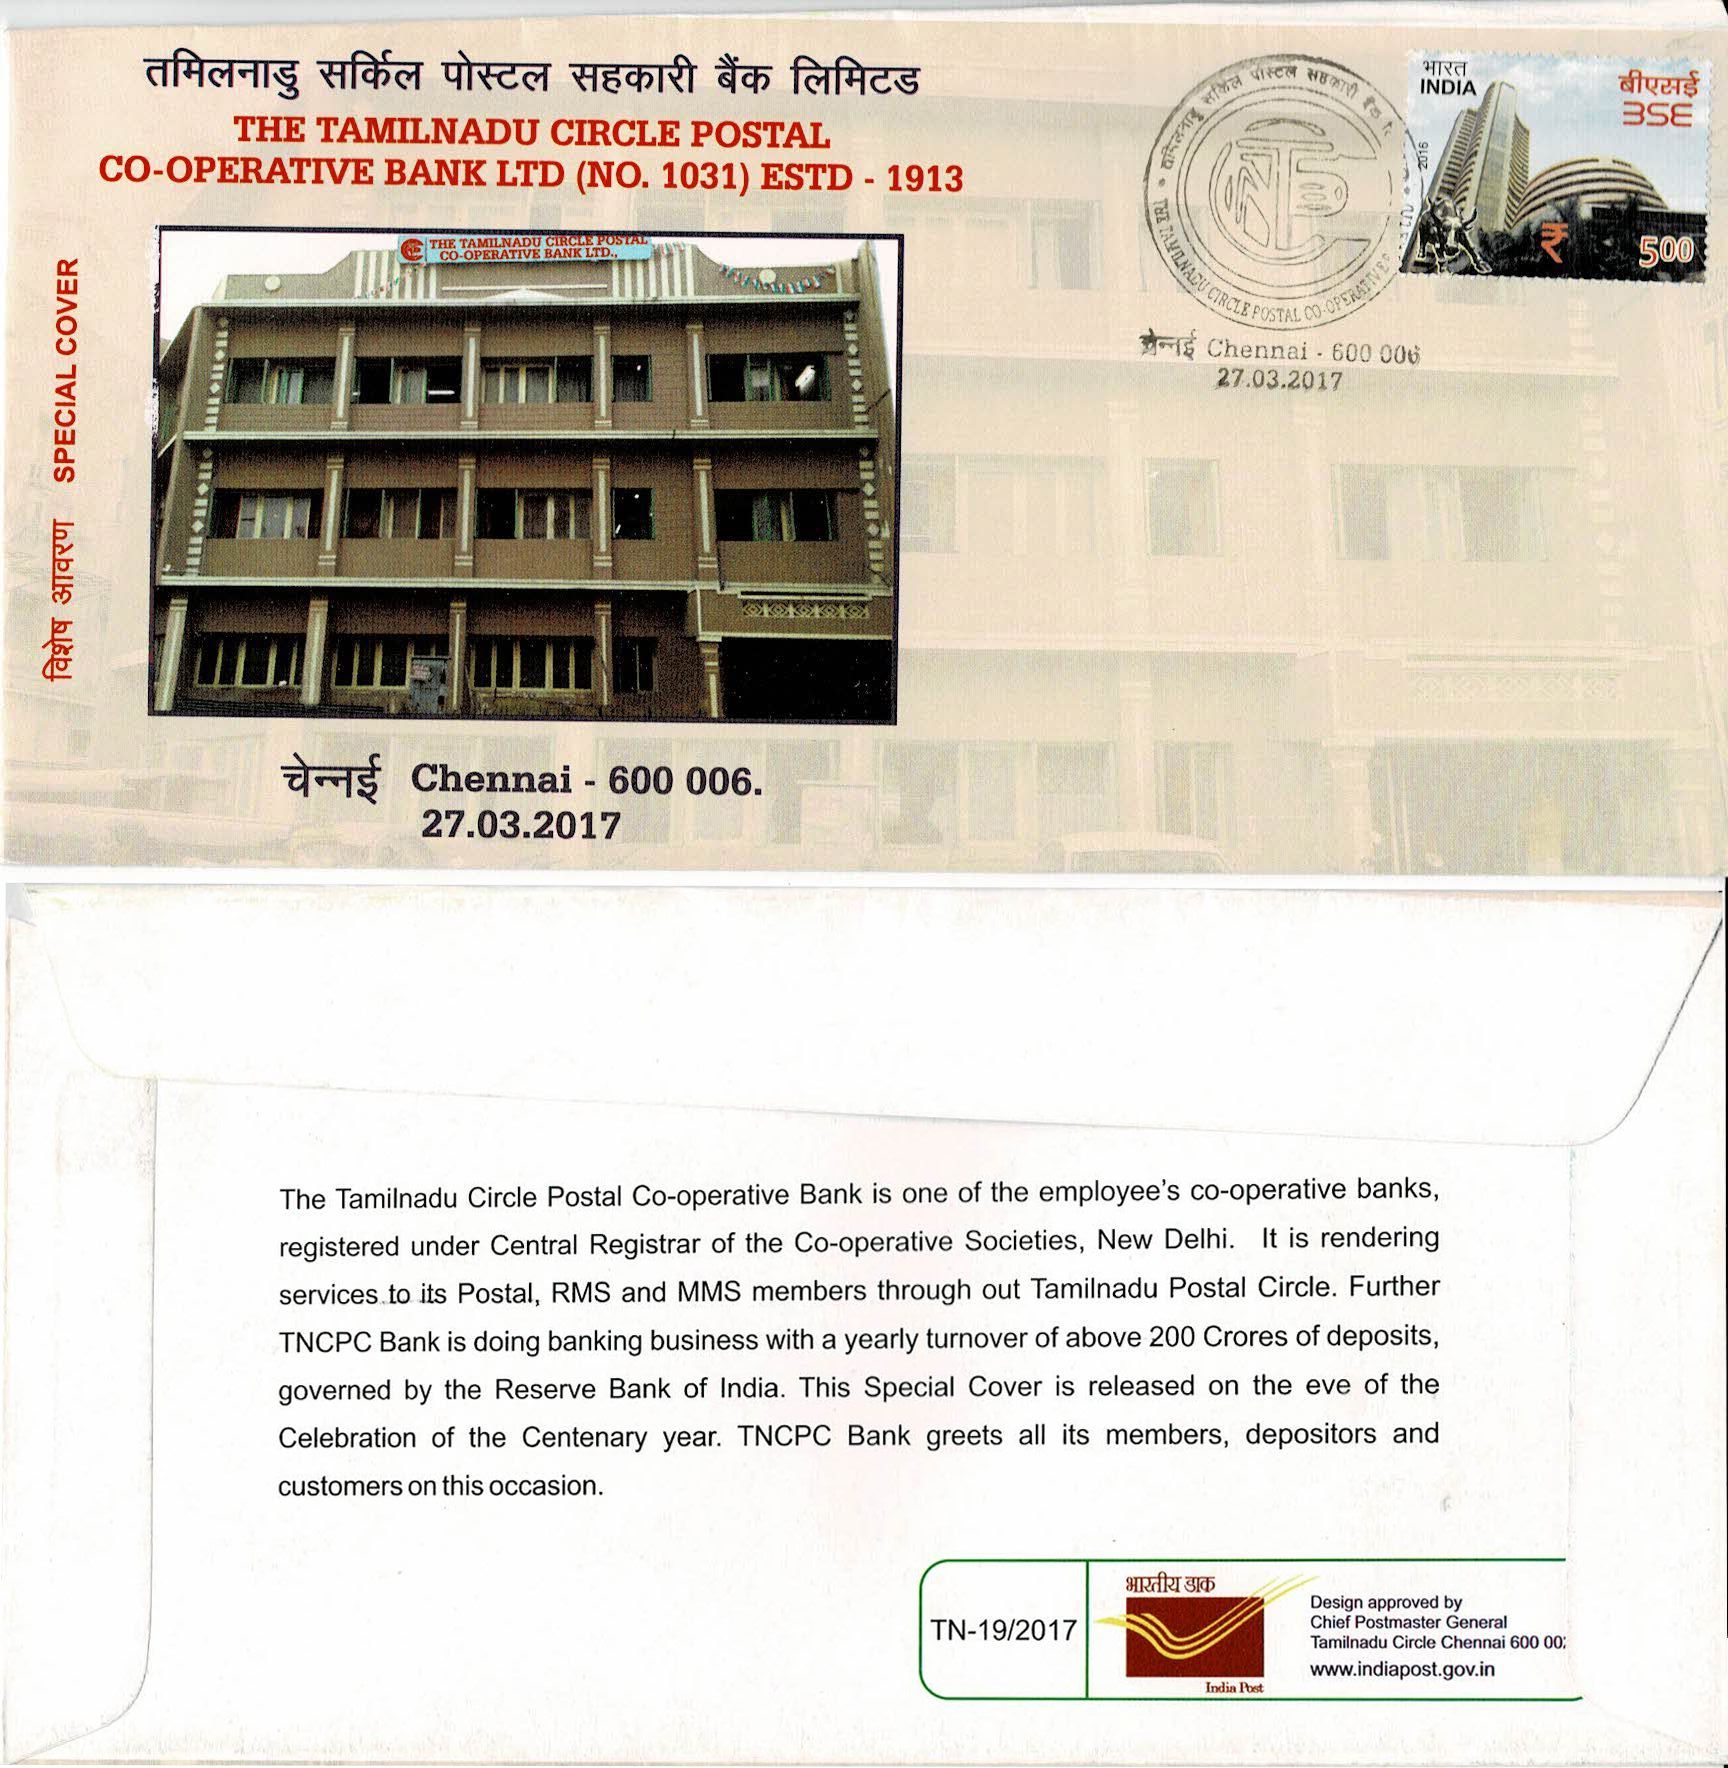 तमिलनाडु सर्किल पोस्टल सहकारी बैंक लिमिटड
THE TAMILNADU CIRCLE POSTAL
CO-OPERATIVE BANK LTD (NO. 1031) ESTD - 1913
विशेष आवरण SPECIAL COVER
THE TAMILNADU CIRCLE POSTAL
CO-OPERATIVE BANK LTD.,
चेन्नई Chennai - 600 006.
27.03.2017
तमिलनाडु सर्किल पोस्टल सहकारी बैंक
THE TAMILNADU CIRCLE POSTAL CO-OPERATIVE
चेन्नई Chennai - 600 006
27.03.2017
भारत
INDIA
बीएसई
BSE
2016
₹
500
The Tamilnadu Circle Postal Co-operative Bank is one of the employee's co-operative banks,
registered under Central Registrar of the Co-operative Societies, New Delhi. It is rendering
services to its Postal, RMS and MMS members through out Tamilnadu Postal Circle. Further
TNCPC Bank is doing banking business with a yearly turnover of above 200 Crores of deposits,
governed by the Reserve Bank of India. This Special Cover is released on the eve of the
Celebration of the Centenary year. TNCPC Bank greets all its members, depositors and
customers on this occasion.
TN-19/2017
भारतीय डाक
India Post
Design approved by
Chief Postmaster General
Tamilnadu Circle Chennai 600 00
www.indiapost.gov.in